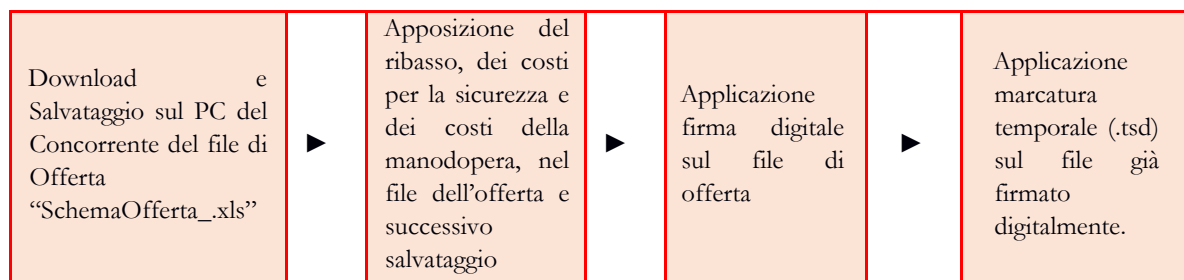 Download e
Salvataggio sul PC del
Concorrente del file di
Offerta
“SchemaOfferta_.xls”
►
Apposizione del
ribasso, dei costi
per la sicurezza e
dei costi della
manodopera, nel
file dell’offerta e
successivo
salvataggio
►
Applicazione
firma digitale
sul file di
offerta
►
Applicazione
marcatura
temporale (.tsd)
sul file già
firmato
digitalmente.